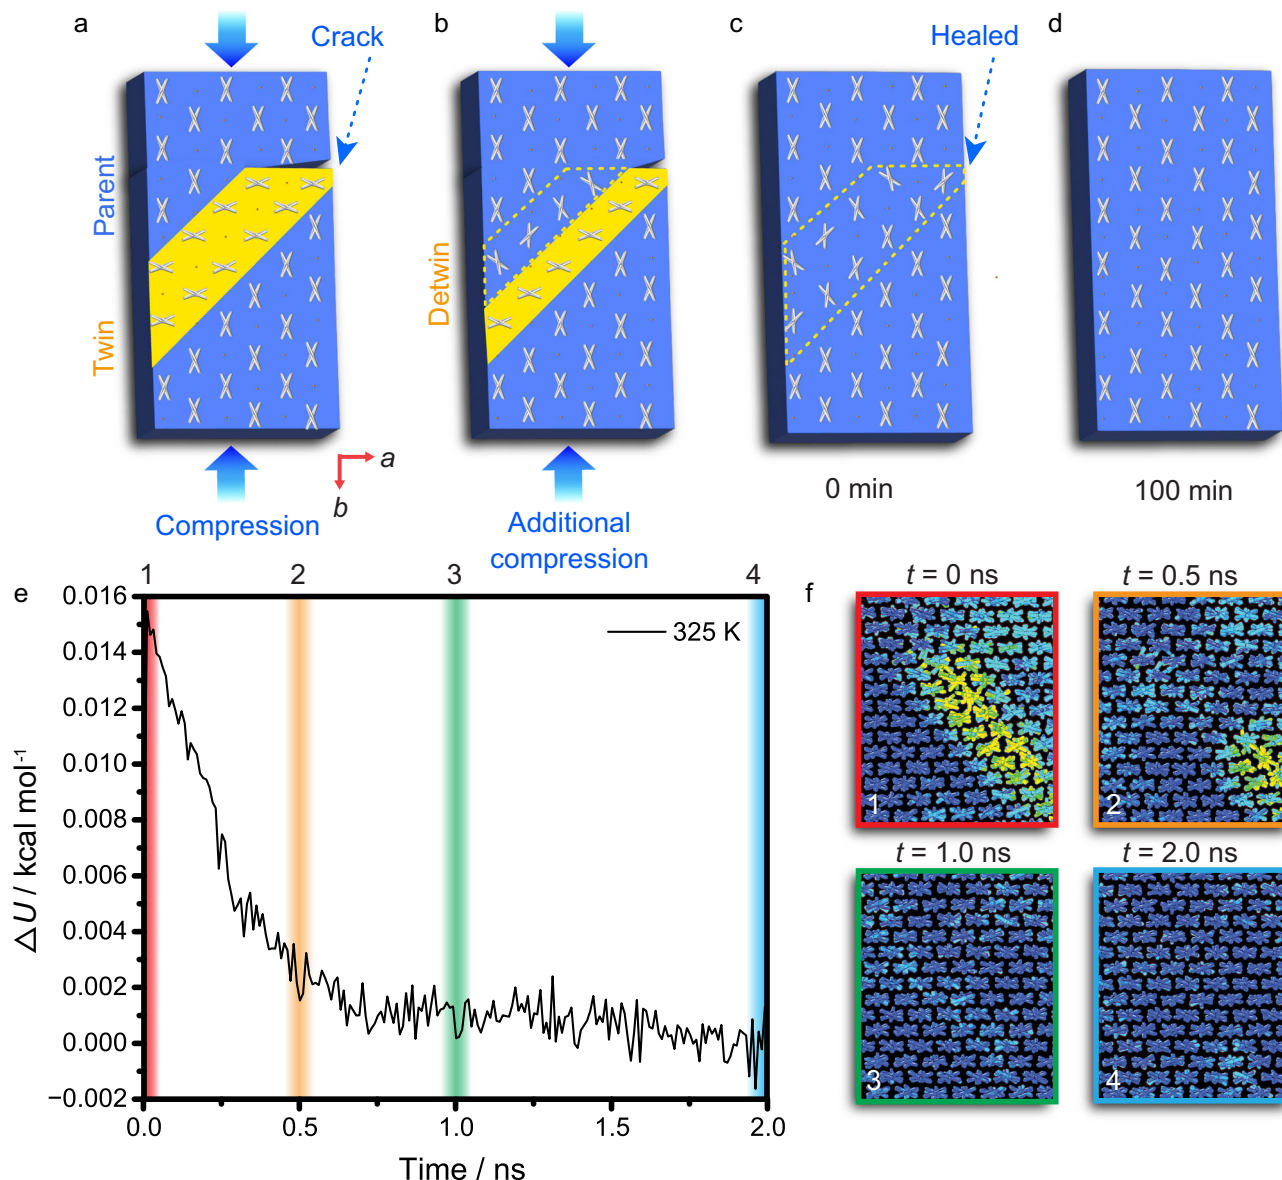 a
b
c
d
Crack
Healed
Parent
Twin
Detwin
a
b
Compression
Additional
compression
0 min
100 min
e
1
2
3
4
0.016
0.014
0.012
0.010
0.008
0.006
0.004
0.002
0.000
−0.002
△U / kcal mol⁻¹
325 K
0.0
0.5
1.0
1.5
2.0
Time / ns
f
t = 0 ns
t = 0.5 ns
1
2
t = 1.0 ns
t = 2.0 ns
3
4